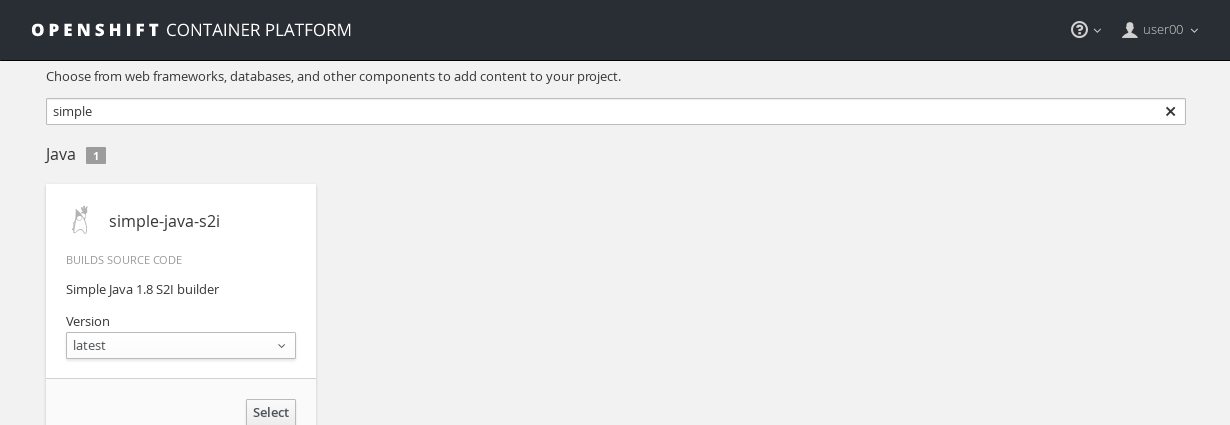 OPENSHIFT CONTAINER PLATFORM
user00
Choose from web frameworks, databases, and other components to add content to your project.
simple
Java 1
simple-java-s2i
BUILDS SOURCE CODE
Simple Java 1.8 S2I builder
Version
latest
Select